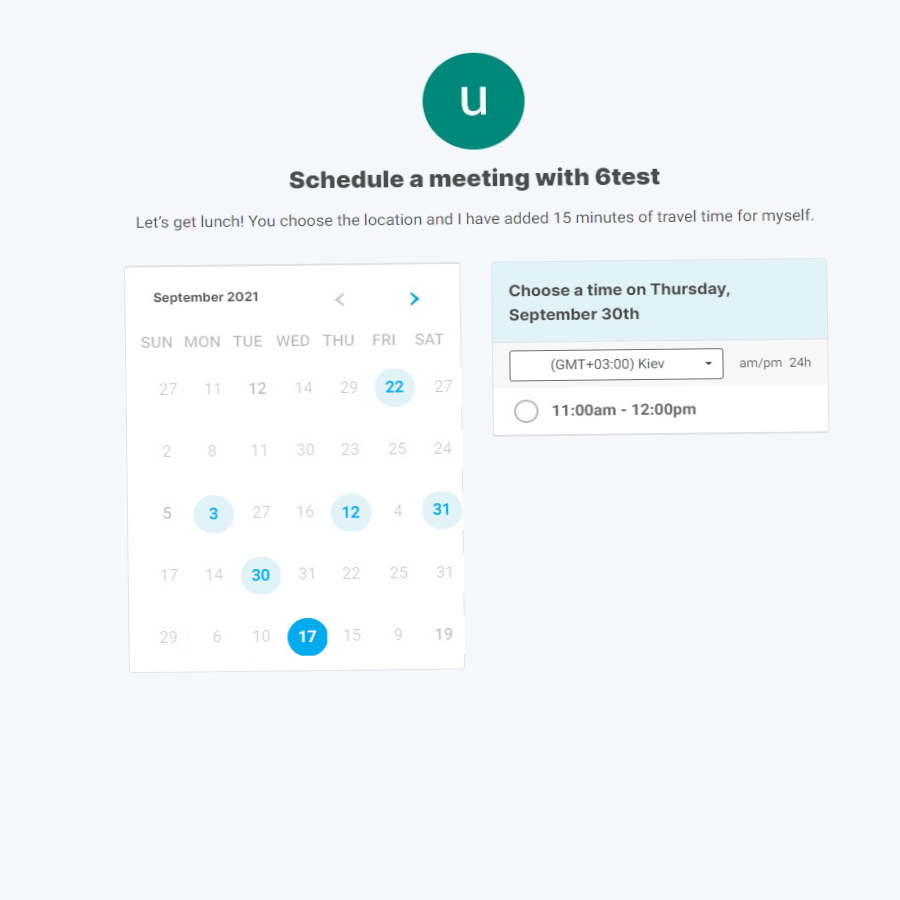 u
Schedule a meeting with 6test
Let's get lunch! You choose the location and I have added 15 minutes of travel time for myself.
September 2021
SUN MON TUE WED THU FRI SAT
27 11 12 14 29 22 27
2 8 11 30 23 25 24
5 3 27 16 12 4 31
17 14 30 31 22 25 31
29 6 10 17 15 9 19
Choose a time on Thursday,
September 30th
(GMT+03:00) Kiev am/pm 24h
11:00am - 12:00pm